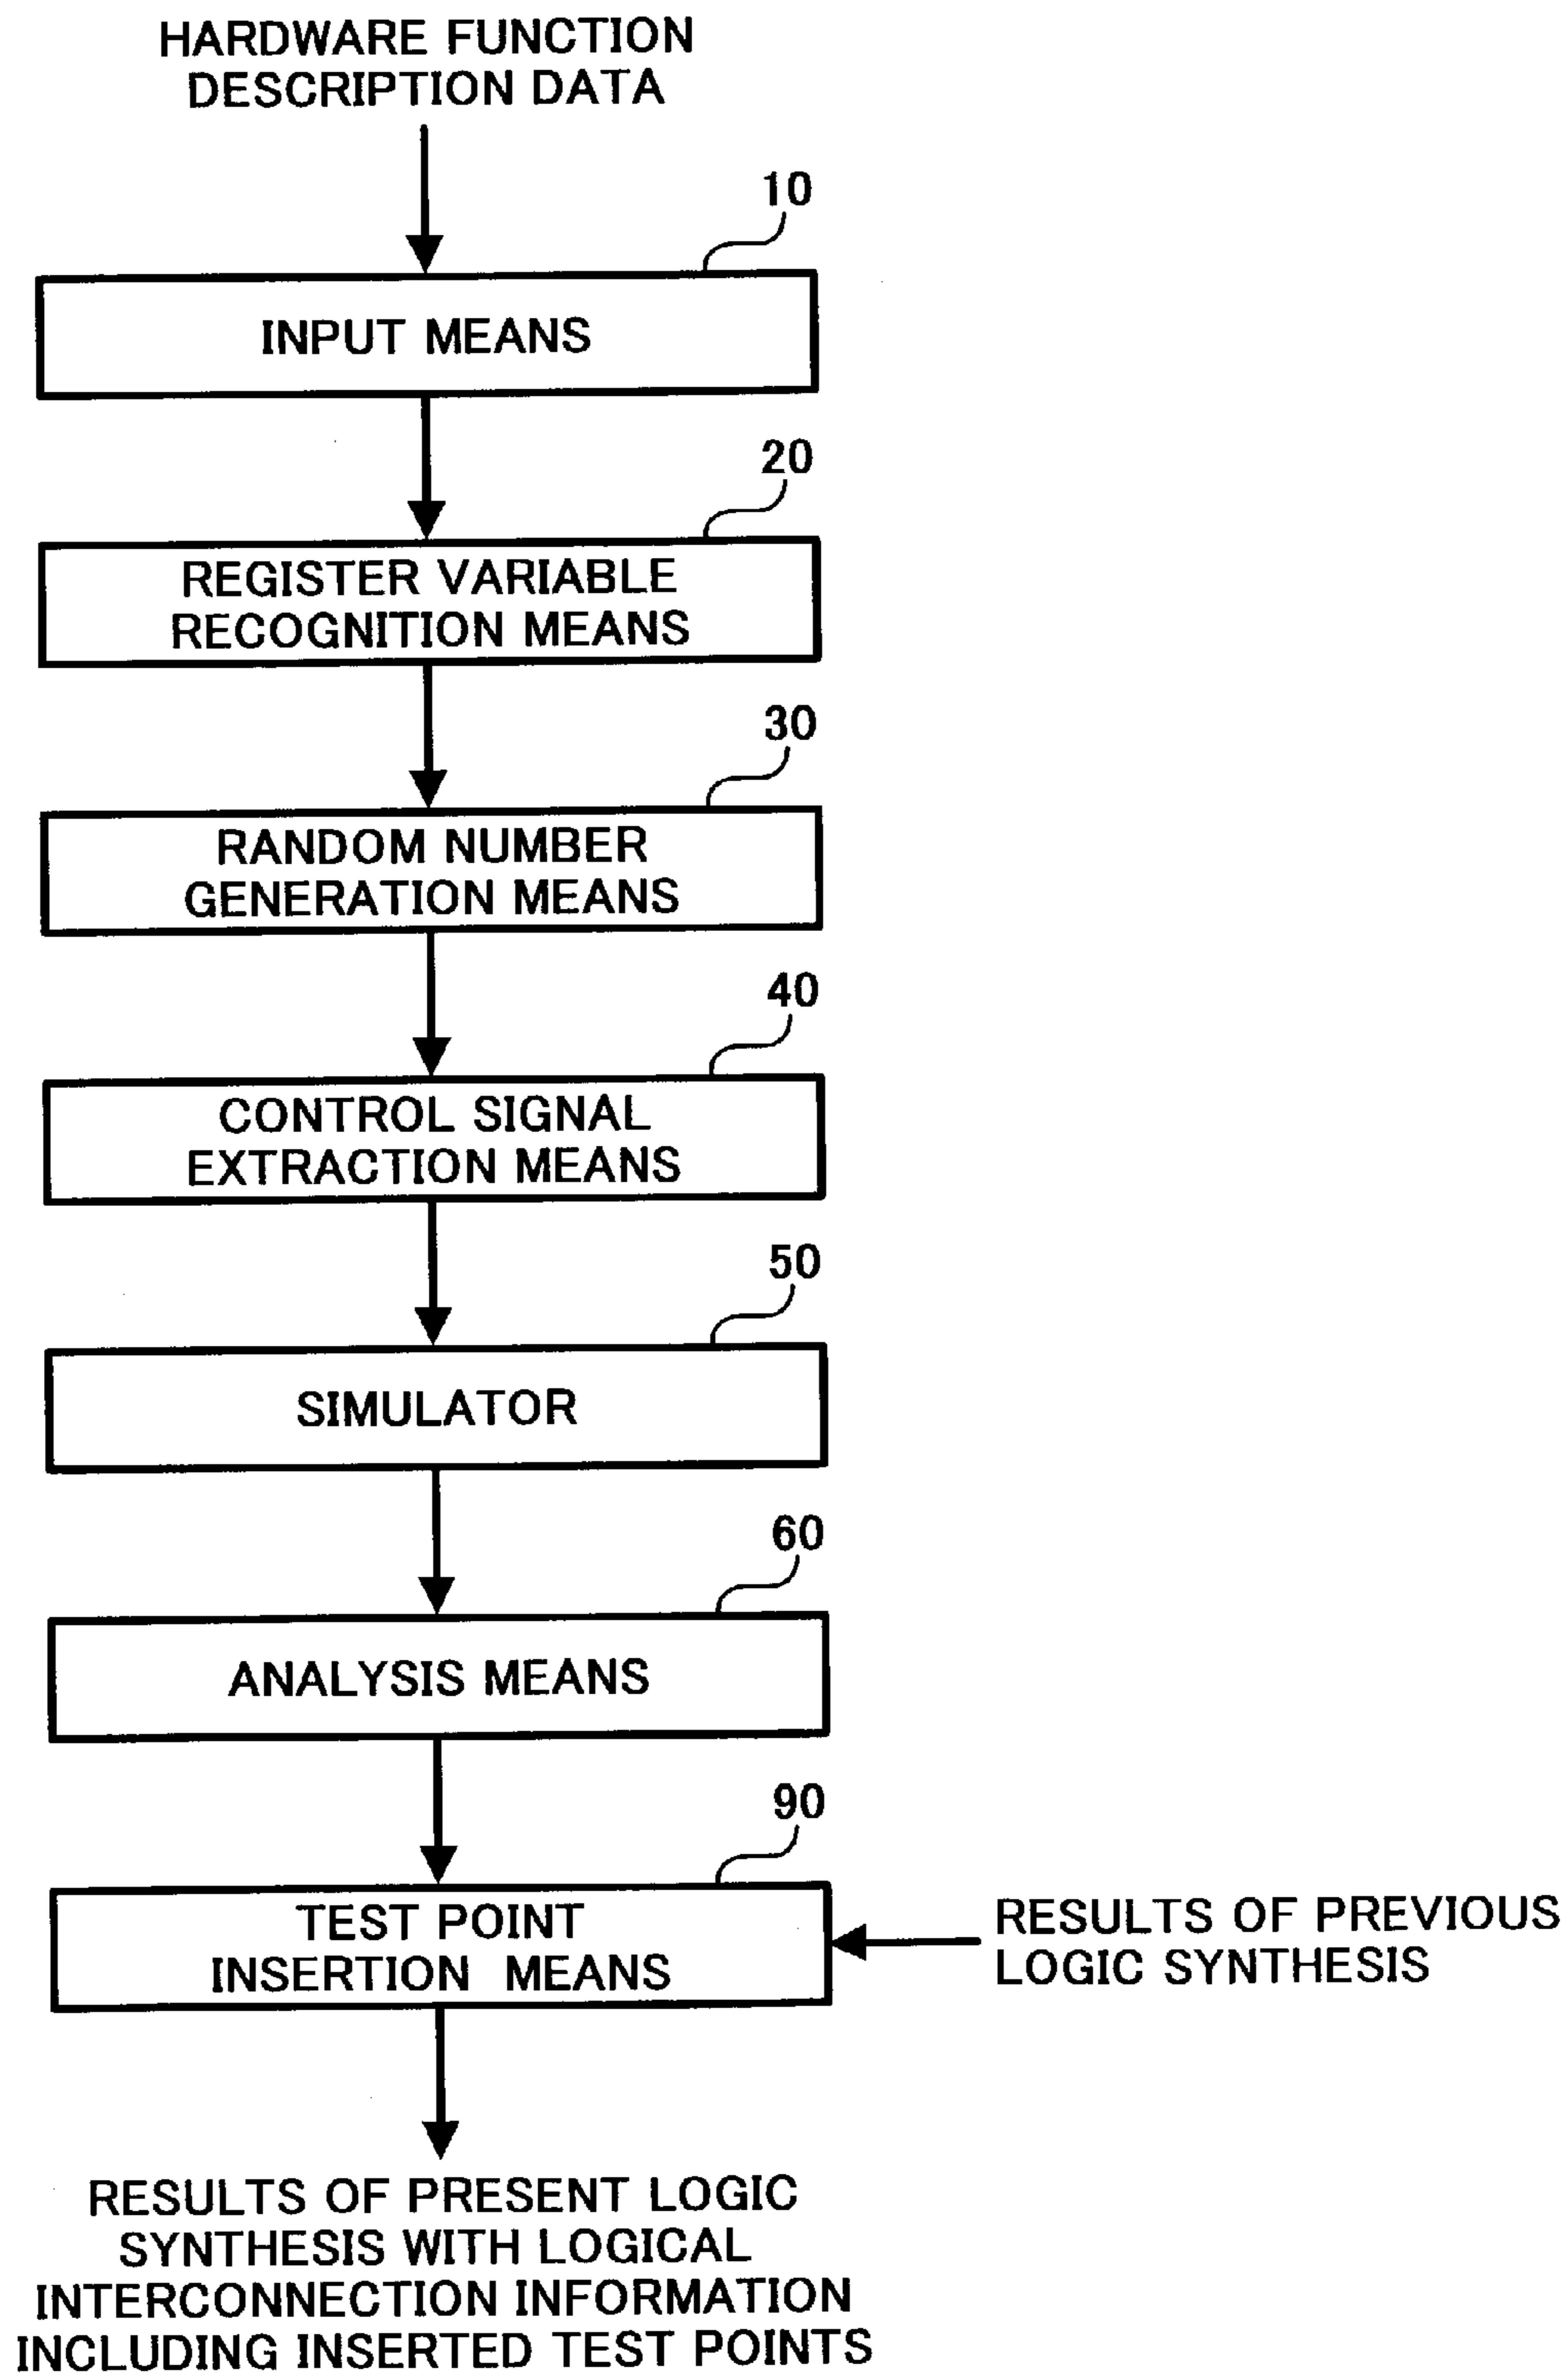 HARDWARE FUNCTION
DESCRIPTION DATA
10
INPUT MEANS
20
REGISTER VARIABLE
RECOGNITION MEANS
30
RANDOM NUMBER
GENERATION MEANS
40
CONTROL SIGNAL
EXTRACTION MEANS
50
SIMULATOR
60
ANALYSIS MEANS
90
TEST POINT
INSERTION MEANS
RESULTS OF PREVIOUS
LOGIC SYNTHESIS
RESULTS OF PRESENT LOGIC
SYNTHESIS WITH LOGICAL
INTERCONNECTION INFORMATION
INCLUDING INSERTED TEST POINTS